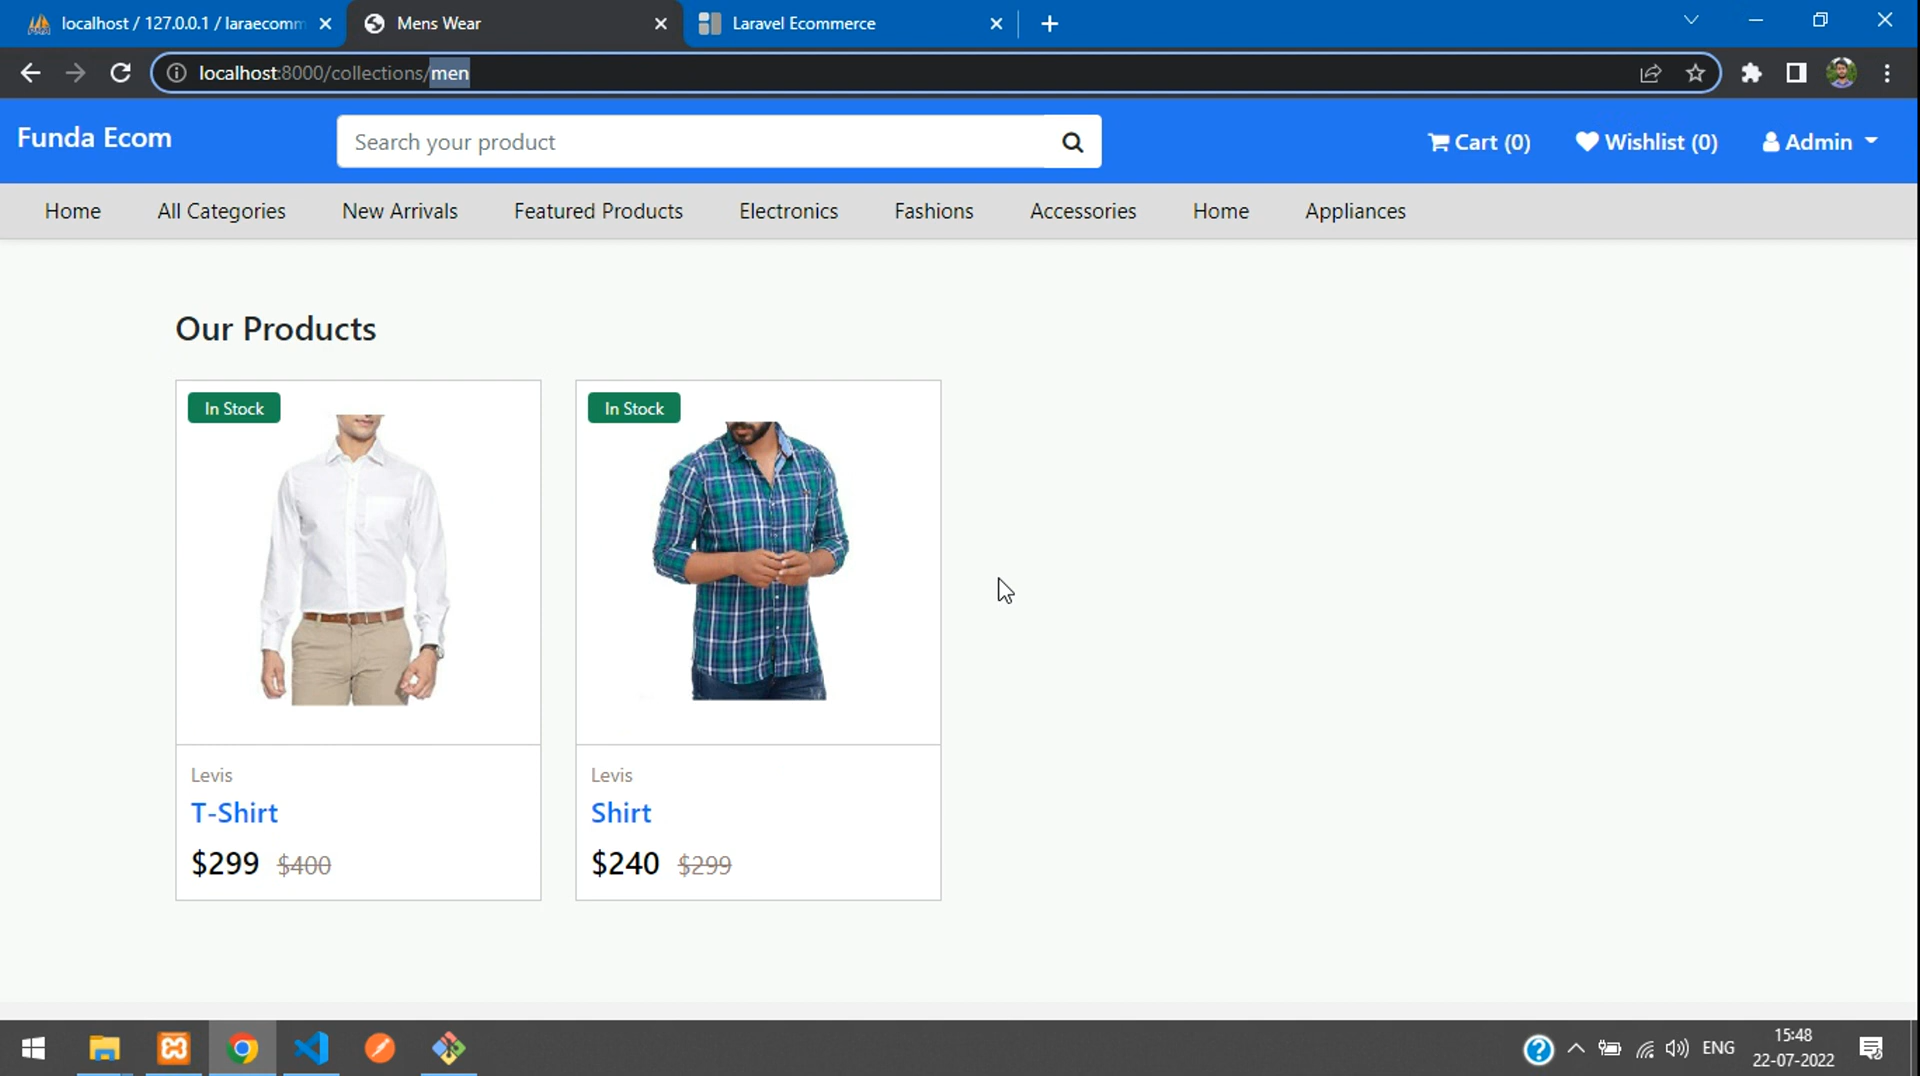 localhost / 127.0.0.1 / laraecomm
Mens Wear
Laravel Ecommerce
localhost:8000/collections/men
Funda Ecom
Search your product
Cart (0)
Wishlist (0)
Admin
Home
All Categories
New Arrivals
Featured Products
Electronics
Fashions
Accessories
Home
Appliances
Our Products
In Stock
In Stock
Levis
T-Shirt
$299 $400
Levis
Shirt
$240 $299
ENG
15:48
22-07-2022